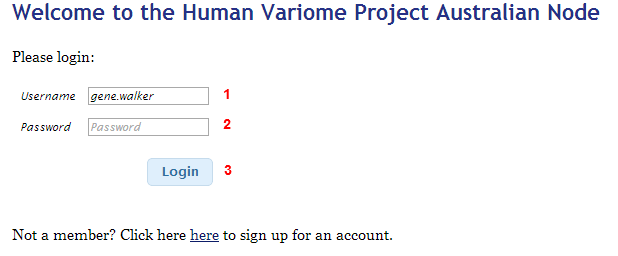 Welcome to the Human Variome Project Australian Node
Please login:
Username gene.walker 1
Password Password 2
Login 3
Not a member? Click here here to sign up for an account.